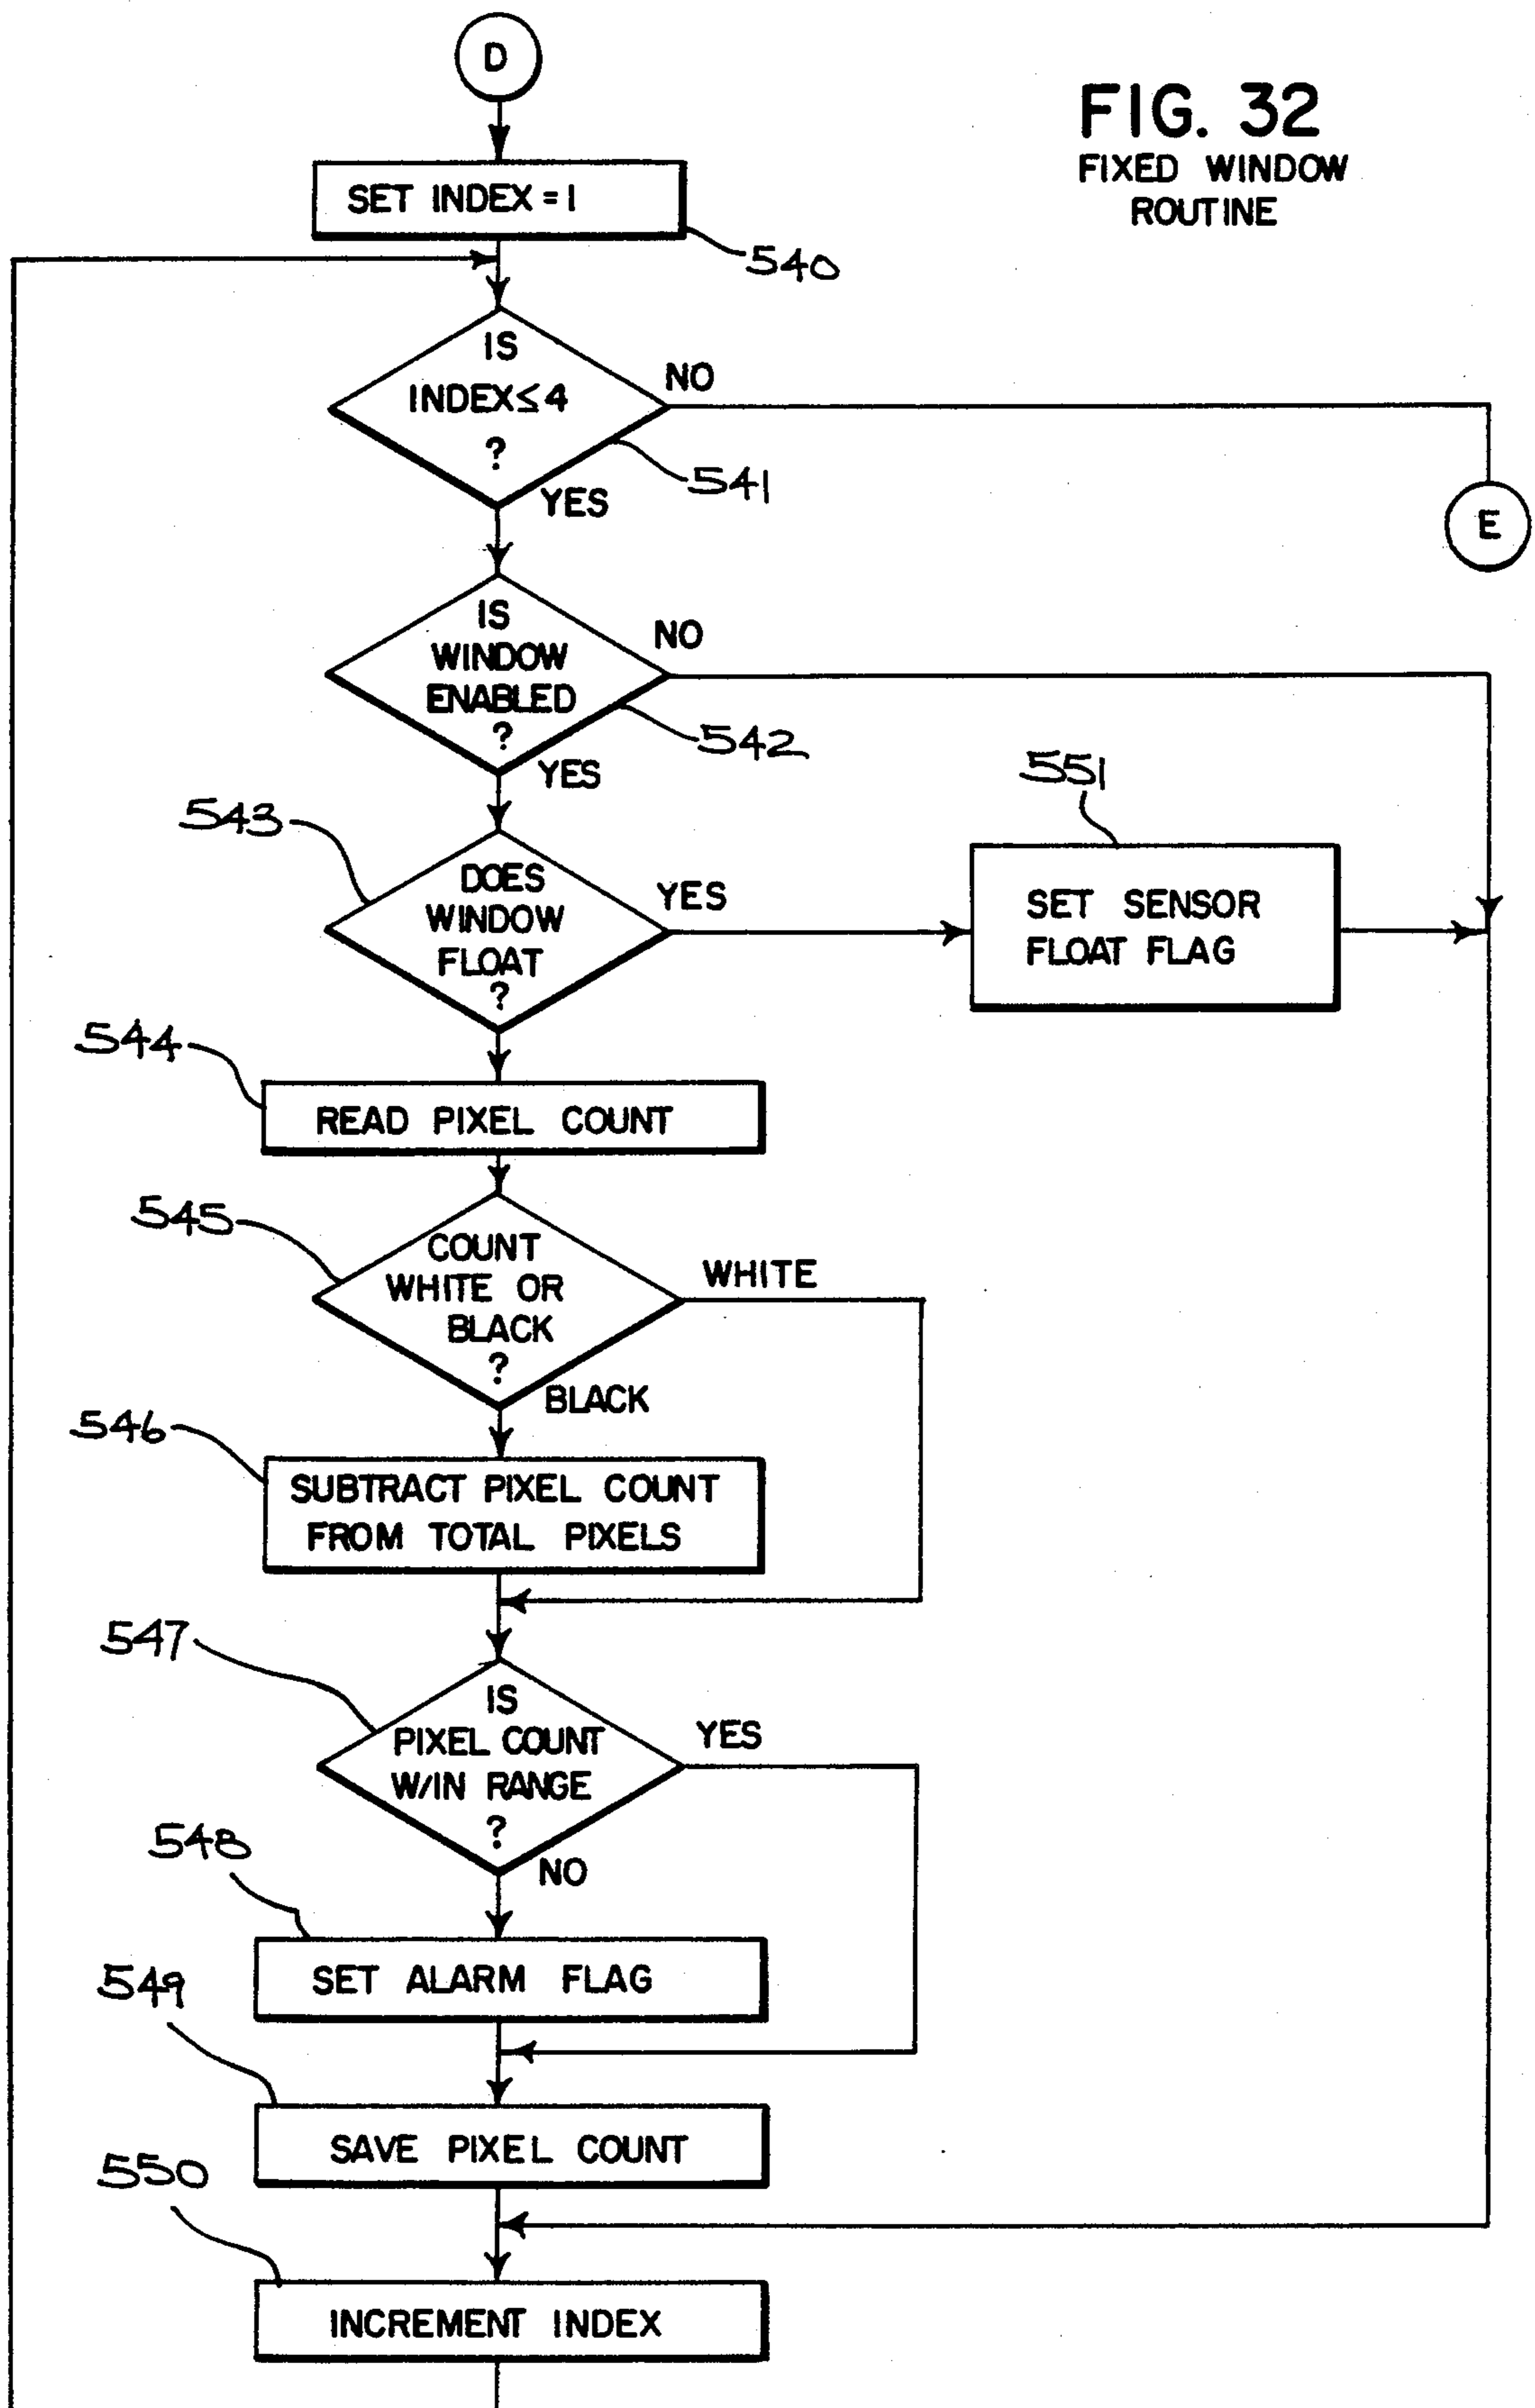 D
FIG. 32
FIXED WINDOW
ROUTINE
SET INDEX = 1
540
IS
INDEX ≤ 4
?
NO
541
YES
E
IS
WINDOW
ENABLED
?
NO
542
YES
551
543
DOES
WINDOW
FLOAT
?
YES
SET SENSOR
FLOAT FLAG
544
READ PIXEL COUNT
545
COUNT
WHITE OR
BLACK
?
WHITE
BLACK
546
SUBTRACT PIXEL COUNT
FROM TOTAL PIXELS
547
IS
PIXEL COUNT
W/IN RANGE
?
YES
548
NO
SET ALARM FLAG
549
SAVE PIXEL COUNT
550
INCREMENT INDEX